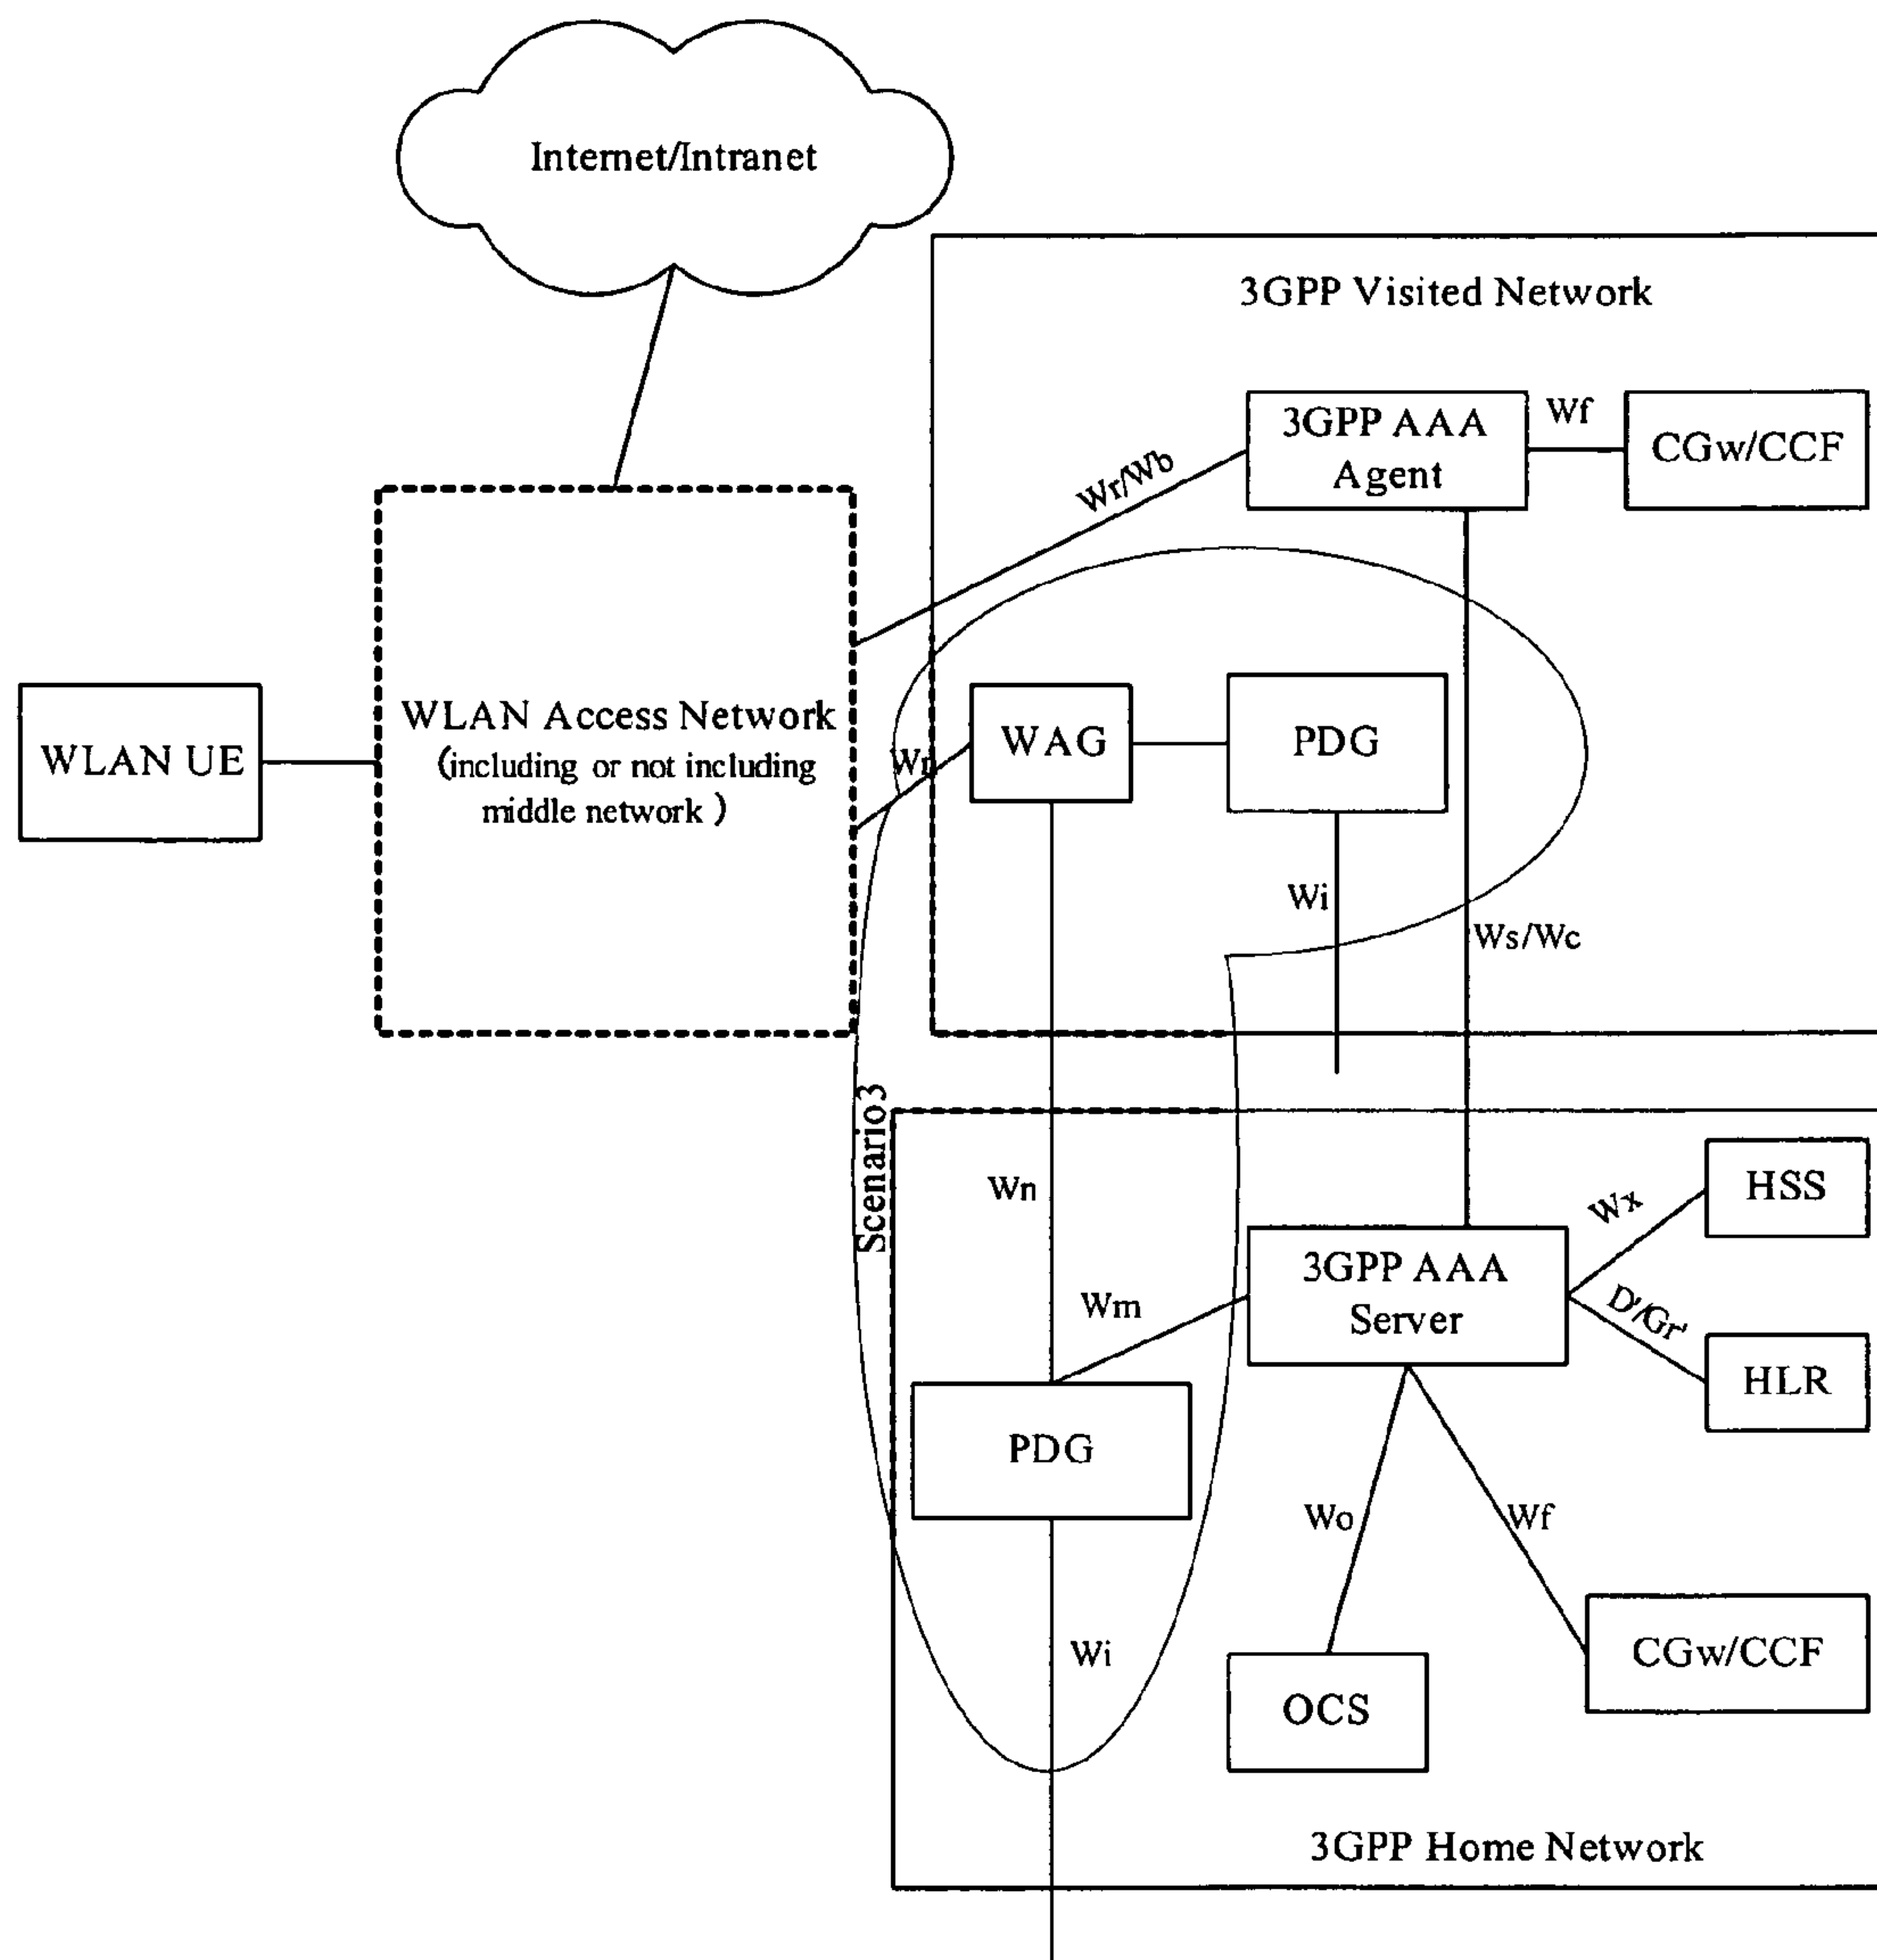 Internet/Intranet
3GPP Visited Network
3GPP AAA
Agent
Wf
CGw/CCF
Wr/Wb
WLAN UE
WLAN Access Network
(including or not including
middle network )
Wn
WAG
PDG
Wi
Ws/Wc
Scenario3
Wn
Wm
3GPP AAA
Server
Wx
HSS
D'/Gr'
HLR
PDG
Wo
Wf
Wi
OCS
CGw/CCF
3GPP Home Network